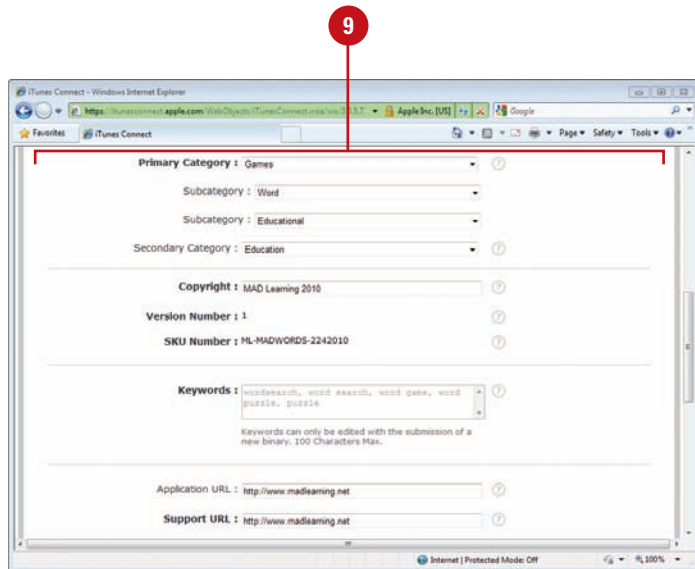 9
iTunes Connect - Windows Internet Explorer
https://itunesconnect.apple.com/WebObjects/iTunesConnect.woa/wo/2.0.5.7 Apple Inc. [US] Google
Favorites iTunes Connect Page Safety Tools
Primary Category : Games
Subcategory : Word
Subcategory : Educational
Secondary Category : Education
Copyright : MAD Learning 2010
Version Number : 1
SKU Number : ML-MADWORDS-2242010
Keywords : wordsearch, word search, word game, word
puzzle, puzzle
Keywords can only be edited with the submission of a
new binary. 100 Characters Max.
Application URL : http://www.madlearning.net
Support URL : http://www.madlearning.net
Internet | Protected Mode: Off 100%